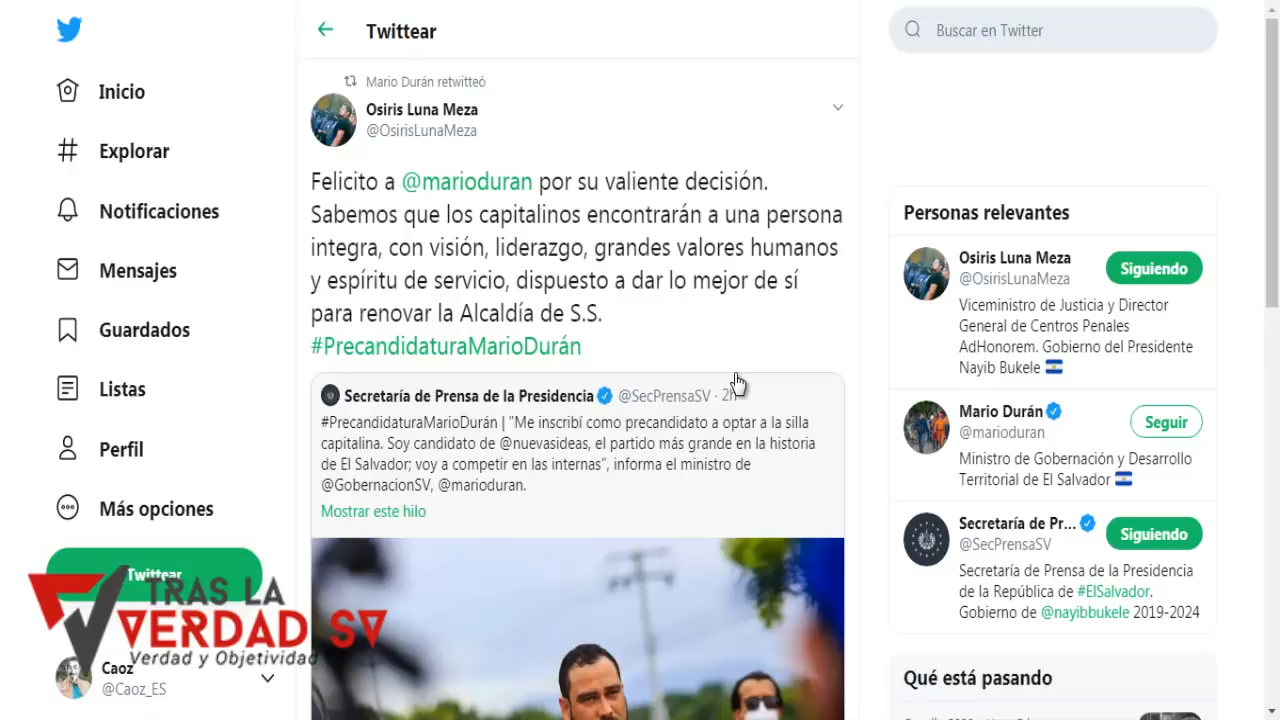 Twittear
Buscar en Twitter
Inicio
Explorar
Notificaciones
Mensajes
Guardados
Listas
Perfil
Más opciones
Twittear
TRAS LA
VERDAD SV
Verdad y Objetividad
Caoz
@Caoz_ES
Mario Durán retwitteó
Osiris Luna Meza
@OsirisLunaMeza
Felicito a @marioduran por su valiente decisión.
Sabemos que los capitalinos encontrarán a una persona
integra, con visión, liderazgo, grandes valores humanos
y espíritu de servicio, dispuesto a dar lo mejor de sí
para renovar la Alcaldía de S.S.
#PrecandidaturaMarioDurán
Secretaría de Prensa de la Presidencia @SecPrensaSV · 2h
#PrecandidaturaMarioDurán | "Me inscribí como precandidato a optar a la silla
capitalina. Soy candidato de @nuevasideas, el partido más grande en la historia
de El Salvador; voy a competir en las internas", informa el ministro de
@GobernacionSV, @marioduran.
Mostrar este hilo
Personas relevantes
Osiris Luna Meza
@OsirisLunaMeza
Siguiendo
Viceministro de Justicia y Director
General de Centros Penales
AdHonorem. Gobierno del Presidente
Nayib Bukele
Mario Durán
@marioduran
Seguir
Ministro de Gobernación y Desarrollo
Territorial de El Salvador
Secretaría de Pr...
@SecPrensaSV
Siguiendo
Secretaría de Prensa de la Presidencia
de la República de #ElSalvador.
Gobierno de @nayibbukele 2019-2024
Qué está pasando